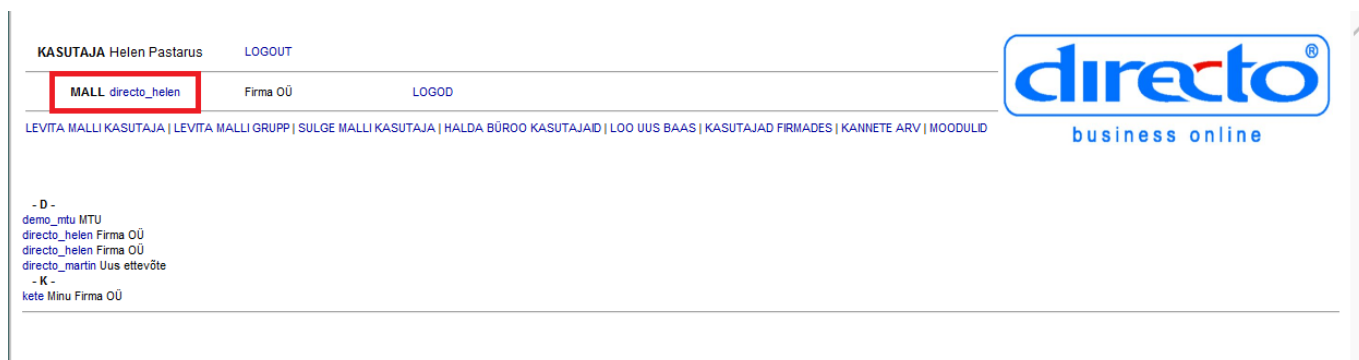 KASUTAJA Helen Pastarus LOGOUT
MALL directo_helen Firma OÜ LOGOD
directo®
business online
LEVITA MALLI KASUTAJA | LEVITA MALLI GRUPP | SULGE MALLI KASUTAJA | HALDA BÜROO KASUTAJAID | LOO UUS BAAS | KASUTAJAD FIRMADES | KANNETE ARV | MOODULID
- D -
demo_mtu MTU
directo_helen Firma OÜ
directo_helen Firma OÜ
directo_martin Uus ettevõte
- K -
kete Minu Firma OÜ